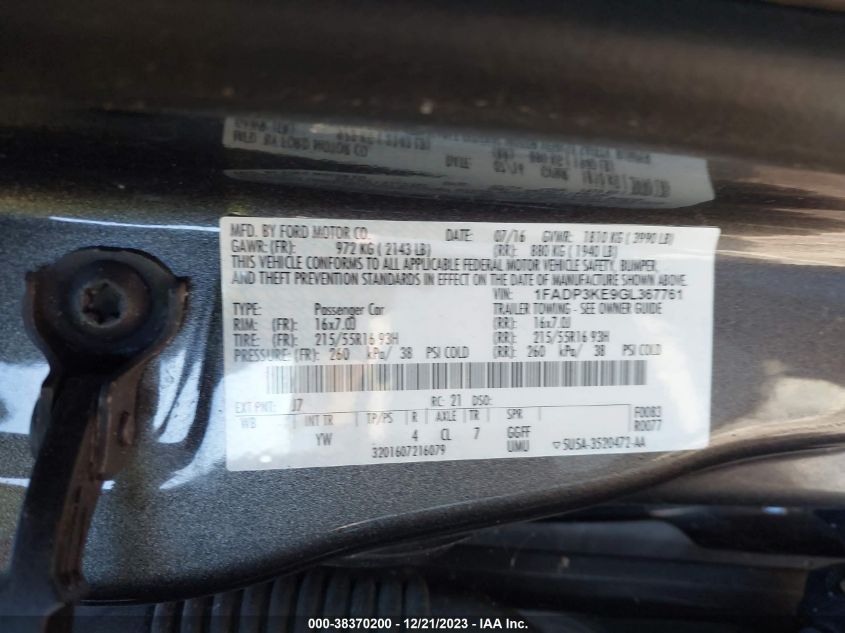 MFD. BY FORD MOTOR CO. DATE: 07/16 GVWR: 1810 KG ( 3990 LB)
GAWR: (FR): 972 KG ( 2143 LB) (RR): 880 KG ( 1940 LB)
THIS VEHICLE CONFORMS TO ALL APPLICABLE FEDERAL MOTOR VEHICLE SAFETY, BUMPER,
AND THEFT PREVENTION STANDARDS IN EFFECT ON THE DATE OF MANUFACTURE SHOWN ABOVE.
VIN: 1FADP3KE9GL367761
TYPE: Passenger Car TRAILER TOWING - SEE OWNER GUIDE
RIM: (FR): 16x7.0J (RR): 16x7.0J
TIRE: (FR): 215/55R16 93H (RR): 215/55R16 93H
PRESSURE: (FR): 260 kPa/ 38 PSI COLD (RR): 260 kPa/ 38 PSI COLD
EXT PNT: J7 RC: 21 DSO:
WB INT TR TP/PS R AXLE TR SPR F0083
YW 4 CL 7 GGFF R0077
3201607216079 UMU 5U5A-3520472-AA
000-38370200 - 12/21/2023 - IAA Inc.